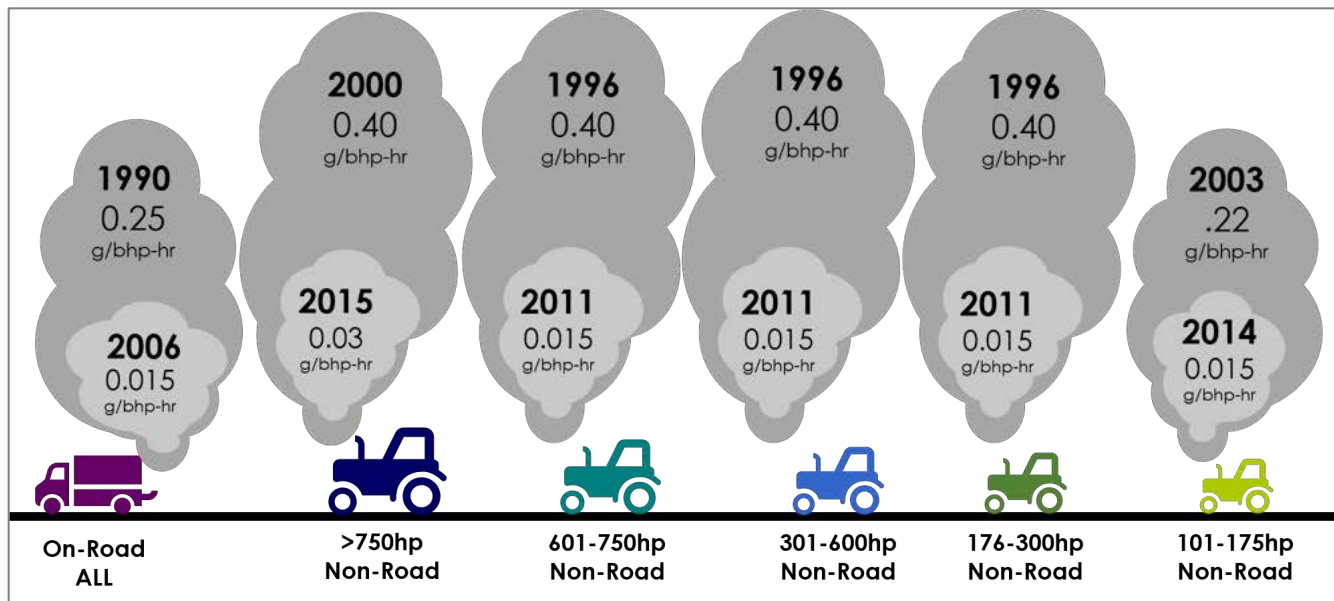 1990
0.25
g/bhp-hr
2006
0.015
g/bhp-hr
On-Road
ALL
2000
0.40
g/bhp-hr
2015
0.03
g/bhp-hr
>750hp
Non-Road
1996
0.40
g/bhp-hr
2011
0.015
g/bhp-hr
601-750hp
Non-Road
1996
0.40
g/bhp-hr
2011
0.015
g/bhp-hr
301-600hp
Non-Road
1996
0.40
g/bhp-hr
2011
0.015
g/bhp-hr
176-300hp
Non-Road
2003
.22
g/bhp-hr
2014
0.015
g/bhp-hr
101-175hp
Non-Road